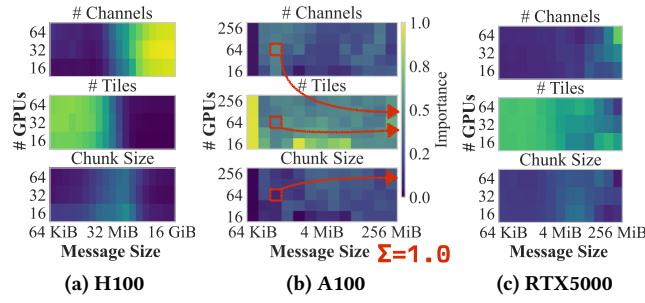 # Channels
# Channels
# Channels
64
32
16
256
64
16
64
32
16
# Tiles
# Tiles
# Tiles
# GPUs
64
32
16
# GPUs
256
64
16
# GPUs
64
32
16
Chunk Size
Chunk Size
Chunk Size
64
32
16
256
64
16
64
32
16
1.0
0.8
0.5
0.2
0.0
Importance
64 KiB 32 MiB 16 GiB
64 KiB 4 MiB 256 MiB
64 KiB 4 MiB 256 MiB
Message Size
Message Size
Message Size
Σ=1.0
(a) H100
(b) A100
(c) RTX5000